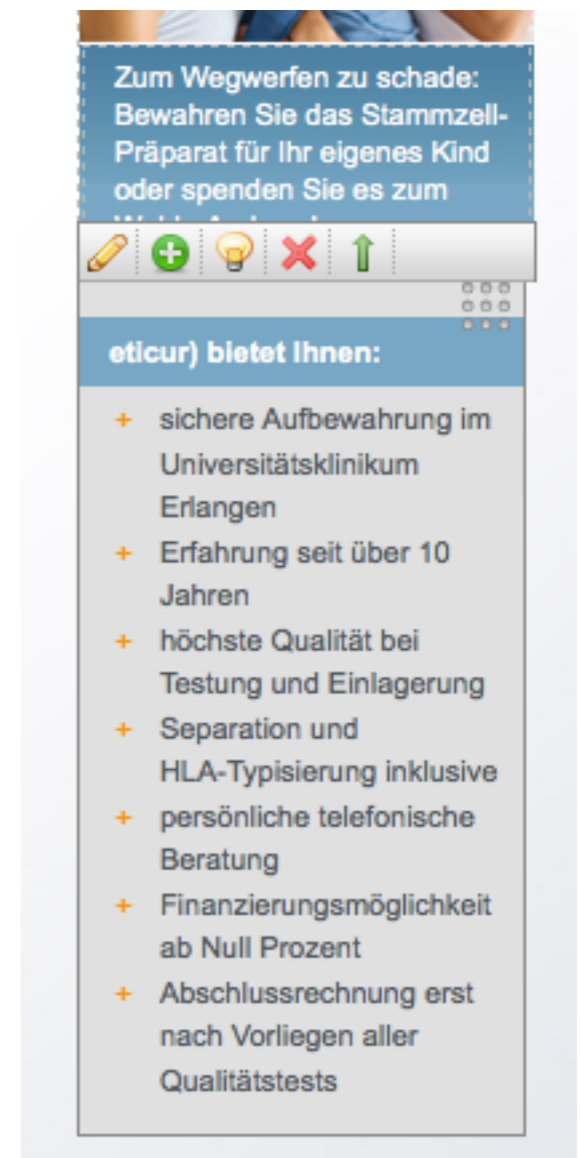 Zum Wegwerfen zu schade:
Bewahren Sie das Stammzell-
Präparat für Ihr eigenes Kind
oder spenden Sie es zum
eticur) bietet Ihnen:
+ sichere Aufbewahrung im
Universitätsklinikum
Erlangen
+ Erfahrung seit über 10
Jahren
+ höchste Qualität bei
Testung und Einlagerung
+ Separation und
HLA-Typisierung inklusive
+ persönliche telefonische
Beratung
+ Finanzierungsmöglichkeit
ab Null Prozent
+ Abschlussrechnung erst
nach Vorliegen aller
Qualitätstests